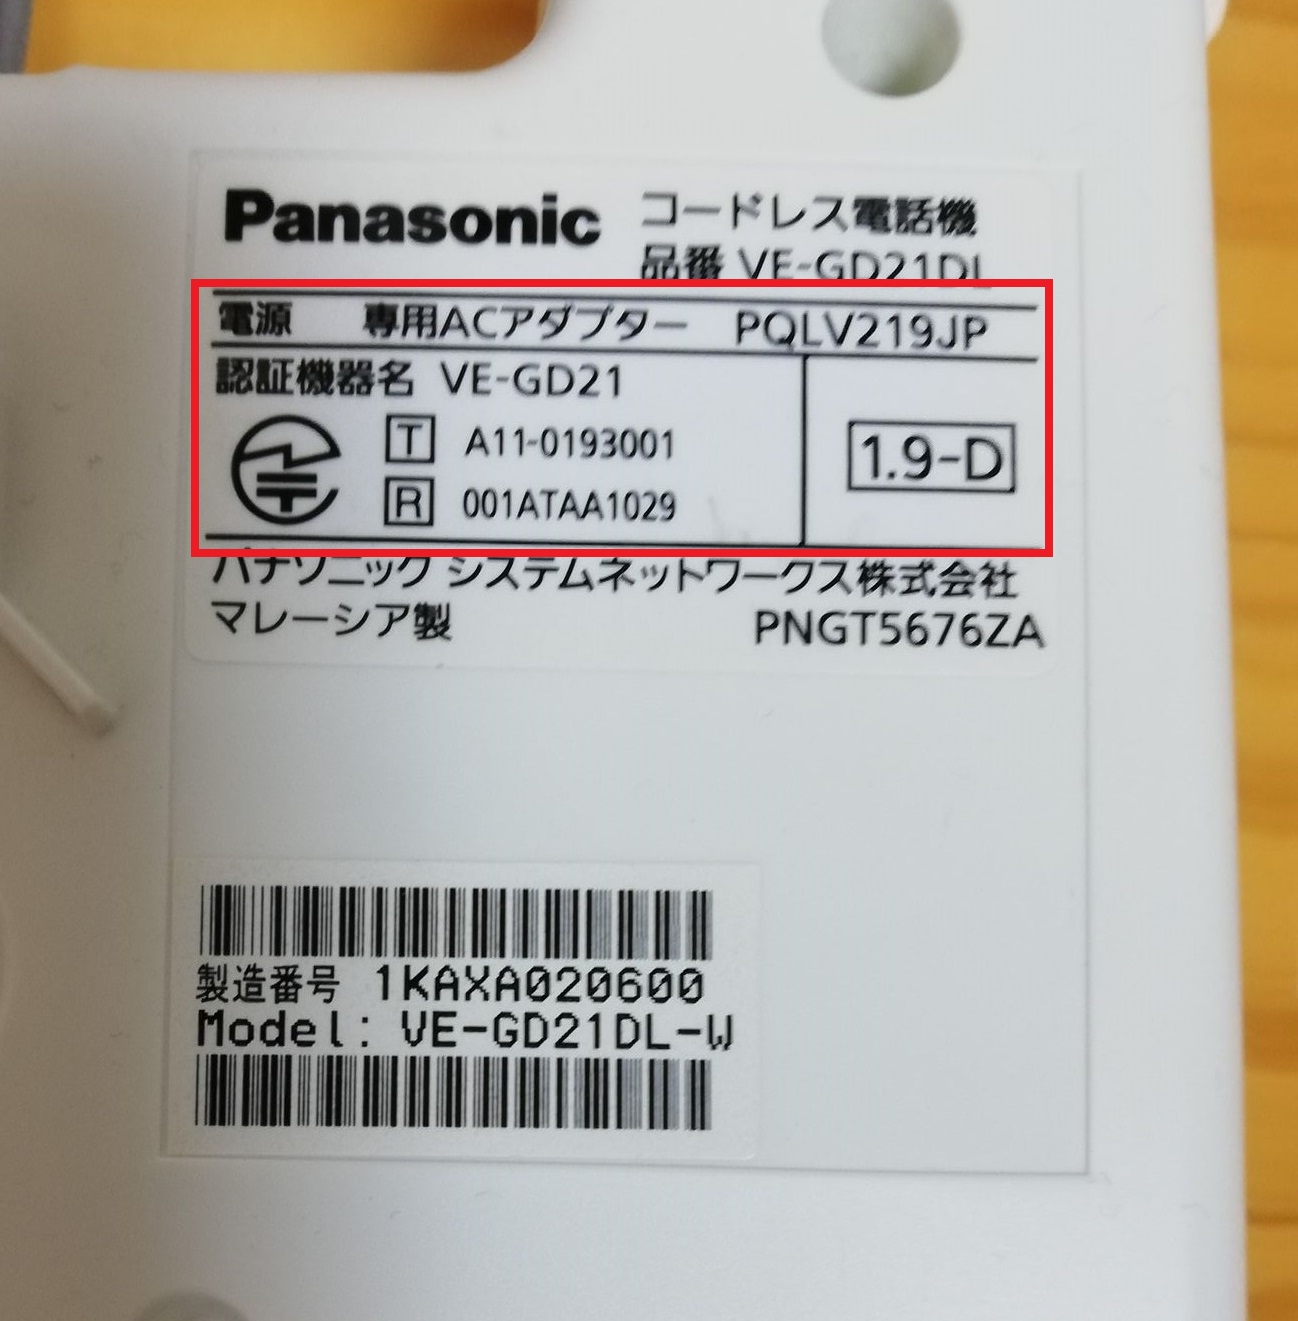 Panasonic コードレス電話機
品番 VE-GD21DL
電源 専用ACアダプター PQLV219JP
認証機器名 VE-GD21
T A11-0193001
R 001ATAA1029
1.9-D
パナソニック システムネットワークス株式会社
マレーシア製 PNGT5676ZA
製造番号 1KAXA020600
Model: VE-GD21DL-W